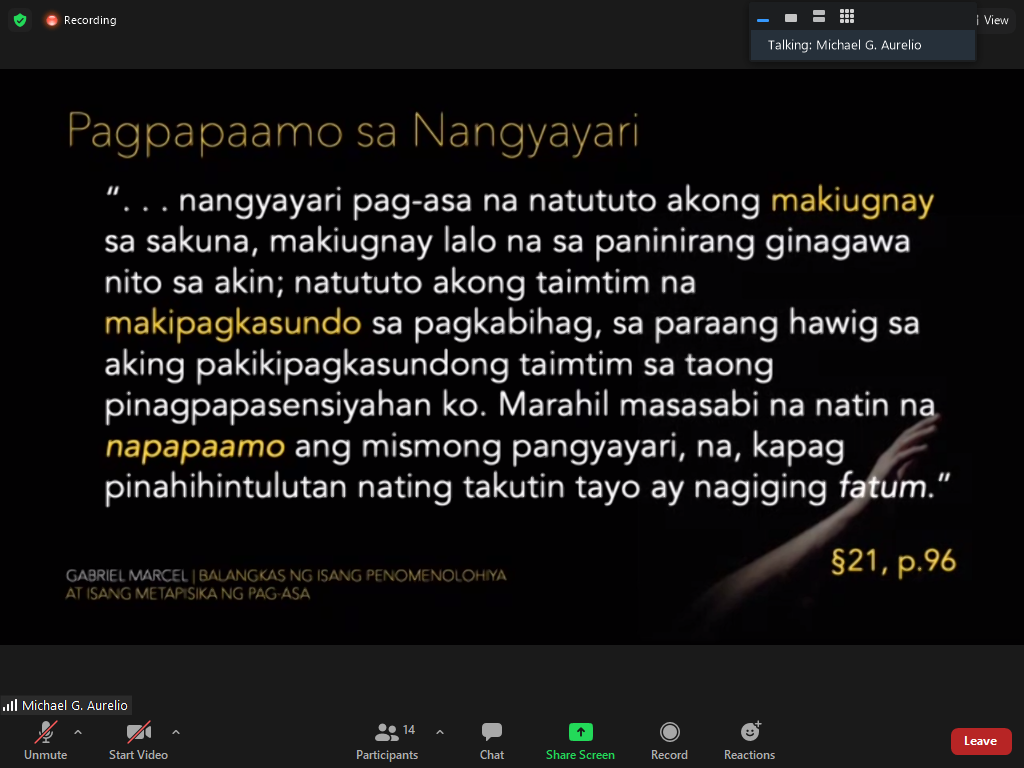 Recording
View
Talking: Michael G. Aurelio
Pagpapaamo sa Nangyayari
“. . . nangyayari pag-asa na natututo akong makiugnay
sa sakuna, makiugnay lalo na sa paninirang ginagawa
nito sa akin; natututo akong taimtim na
makipagkasundo sa pagkabihag, sa paraang hawig sa
aking pakikipagkasundong taimtim sa taong
pinagpapasensiyahan ko. Marahil masasabi na natin na
napapaamo ang mismong pangyayari, na, kapag
pinahihintulutan nating takutin tayo ay nagiging fatum.“
§21, p.96
GABRIEL MARCEL | BALANGKAS NG ISANG PENOMENOLOHIYA
AT ISANG METAPISIKA NG PAG-ASA
Michael G. Aurelio
14
Unmute Start Video Participants Chat Share Screen Record Reactions Leave